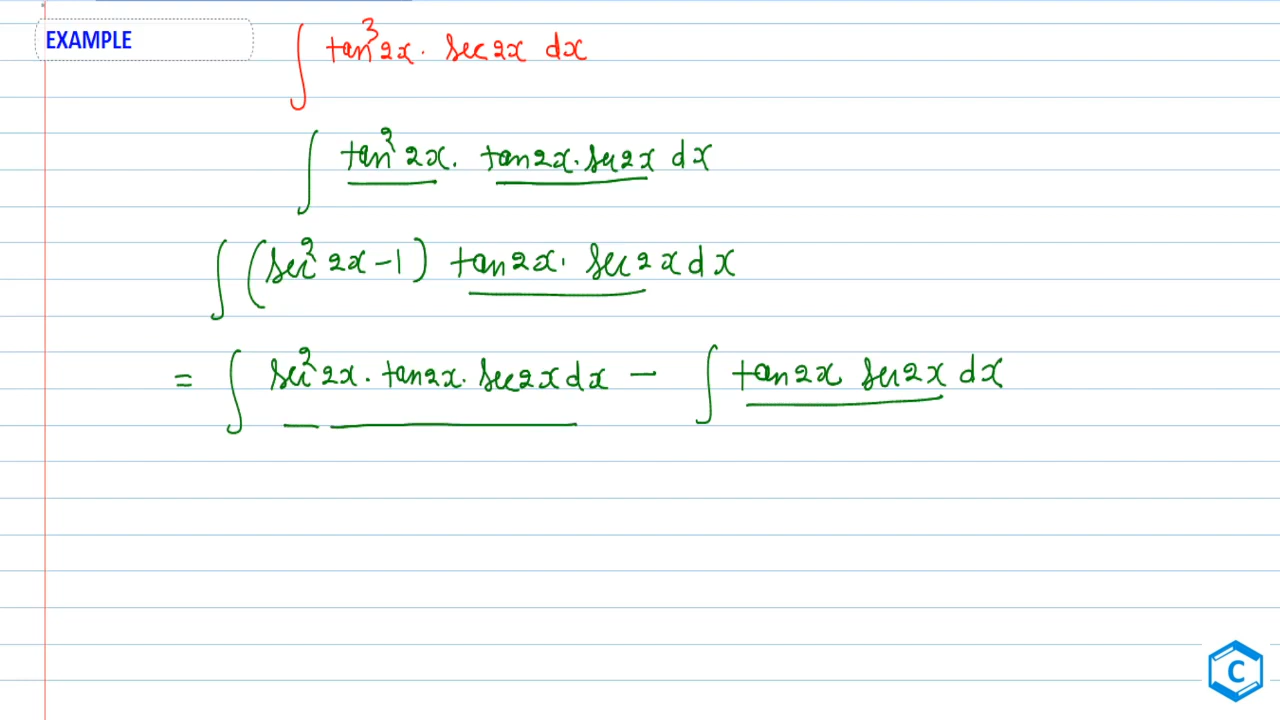 EXAMPLE
∫ tan³2x · sec2x dx
∫ tan²2x · tan2x · sec2x dx
∫ (sec²2x − 1) tan2x · sec2x dx
= ∫ sec²2x · tan2x · sec2x dx − ∫ tan2x sec2x dx
C